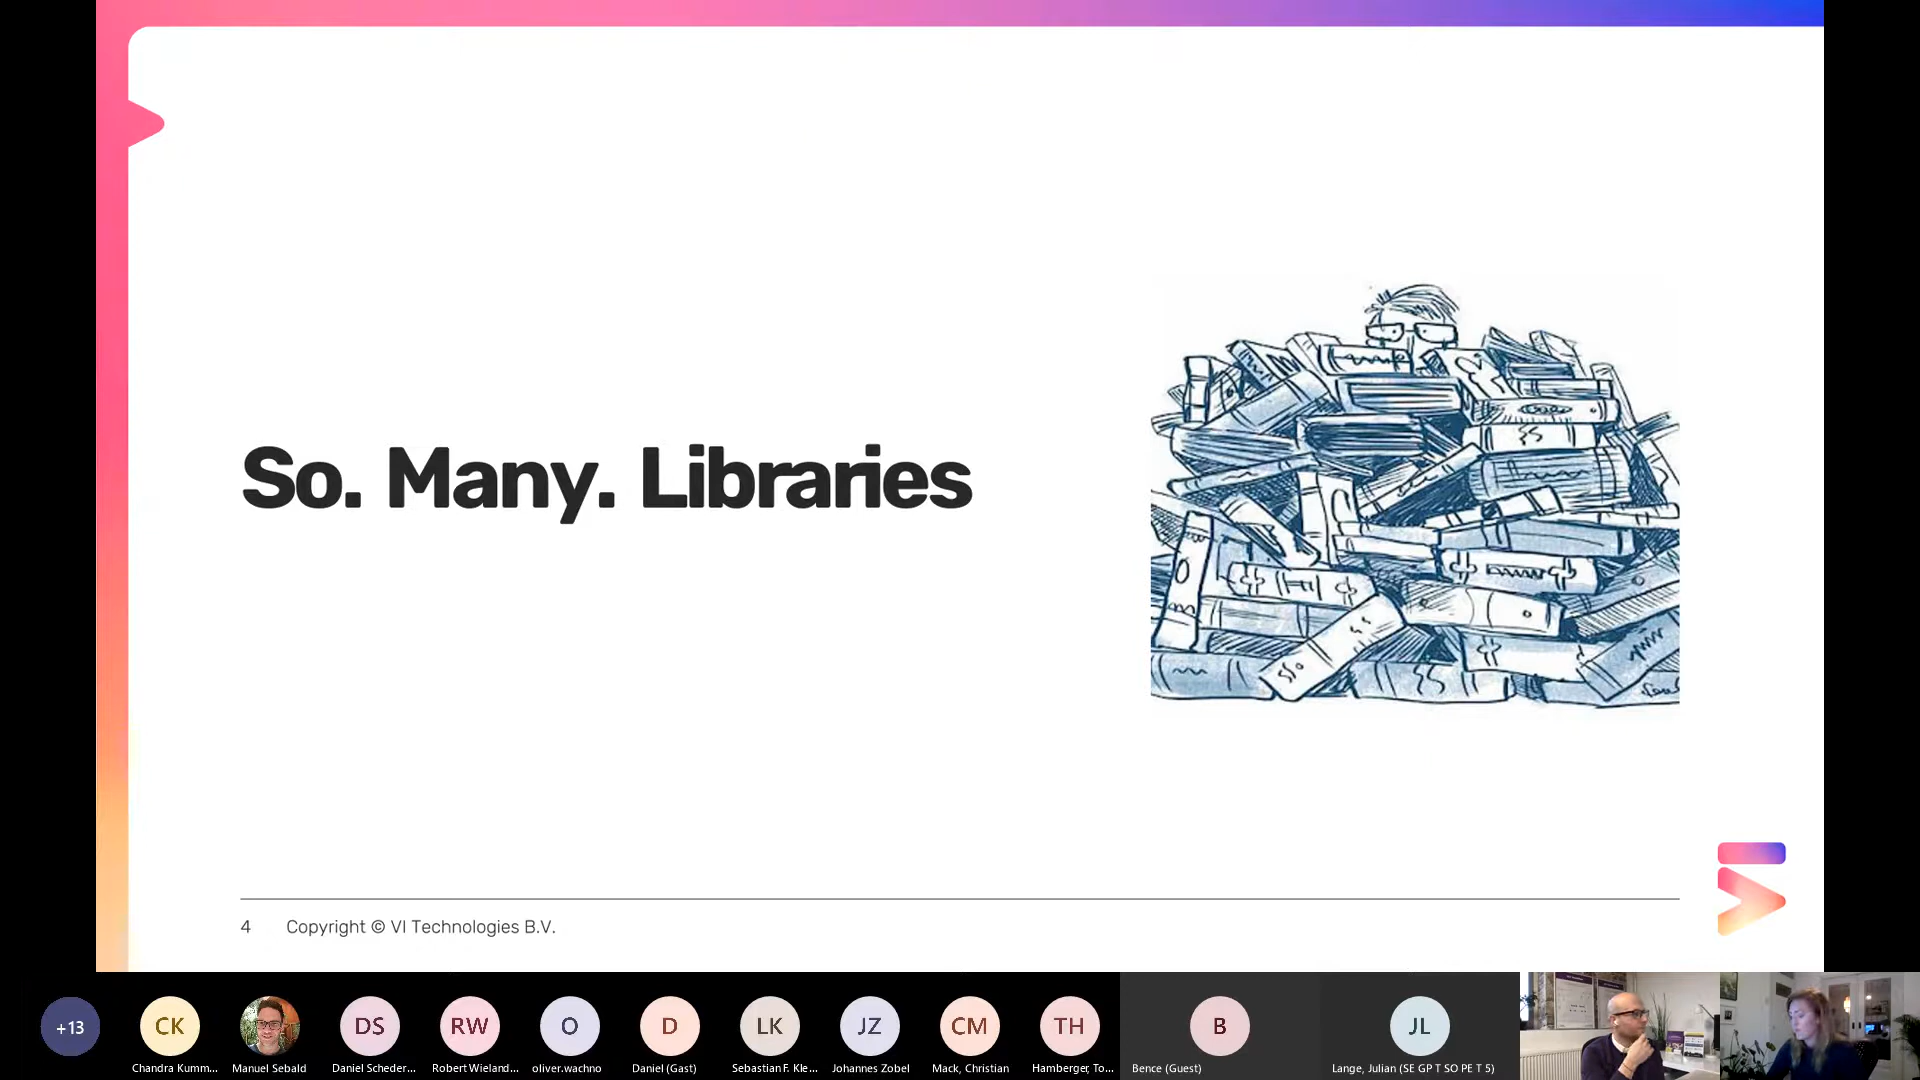 So. Many. Libraries
4 Copyright © VI Technologies B.V.
+13
CK
DS
RW
O
D
LK
JZ
CM
TH
B
JL
Chandra Kumm...
Manuel Sebald
Daniel Scheder...
Robert Wieland...
oliver.wachno
Daniel (Gast)
Sebastian F. Kle...
Johannes Zobel
Mack, Christian
Hamberger, To...
Bence (Guest)
Lange, Julian (SE GP T SO PE T 5)